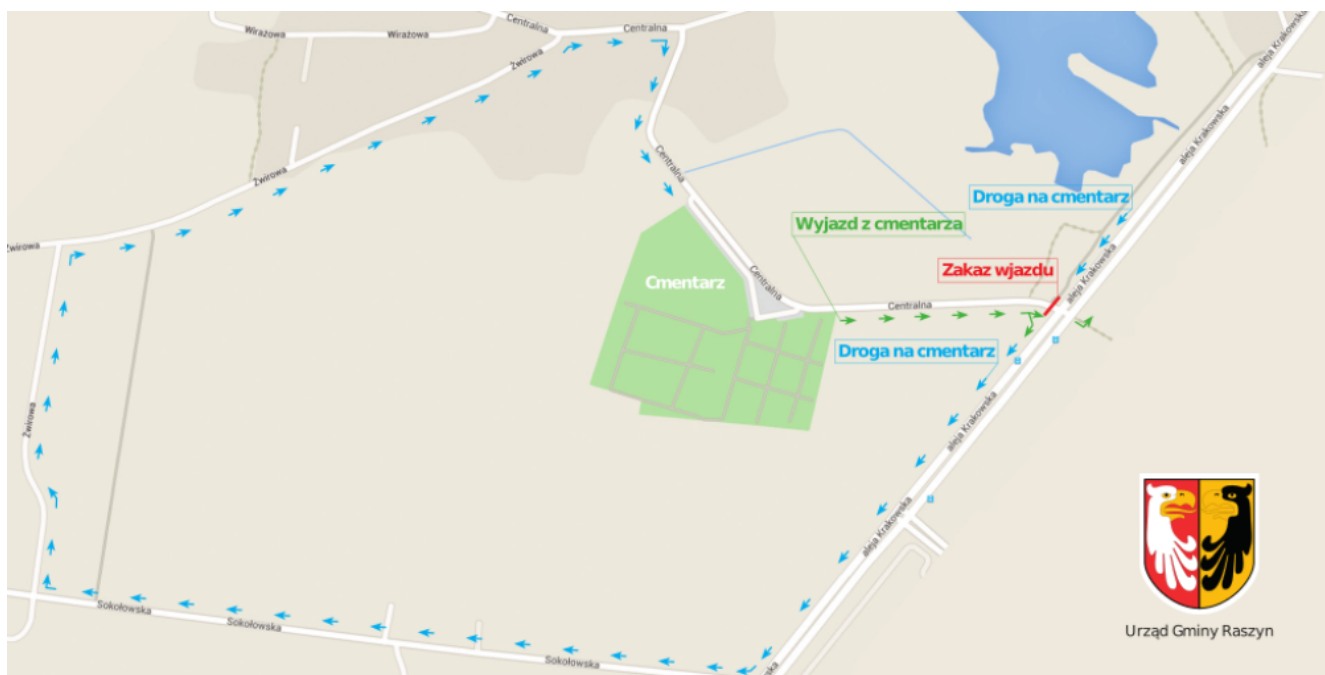 Centralna
Centralna
aleja Krakowska
Wirażowa
Wirażowa
Żwirowa
aleja Krakowska
Centralna
Żwirowa
Droga na cmentarz
Wyjazd z cmentarza
Żwirowa
Zakaz wjazdu
aleja Krakowska
Cmentarz
Centralna
Centralna
Droga na cmentarz
Żwirowa
aleja Krakowska
aleja Krakowska
Sokołowska
Sokołowska
Sokołowska
Urząd Gminy Raszyn